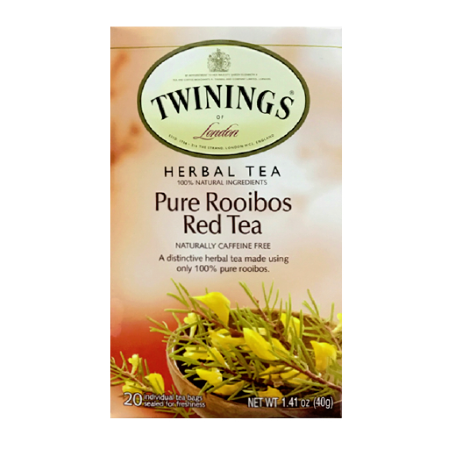 TWININGS®
OF
London
HERBAL TEA
100% NATURAL INGREDIENTS
Pure Rooibos
Red Tea
NATURALLY CAFFEINE FREE
A distinctive herbal tea made using
only 100% pure rooibos.
20 individual tea bags
sealed for freshness
NET WT. 1.41 oz (40g)